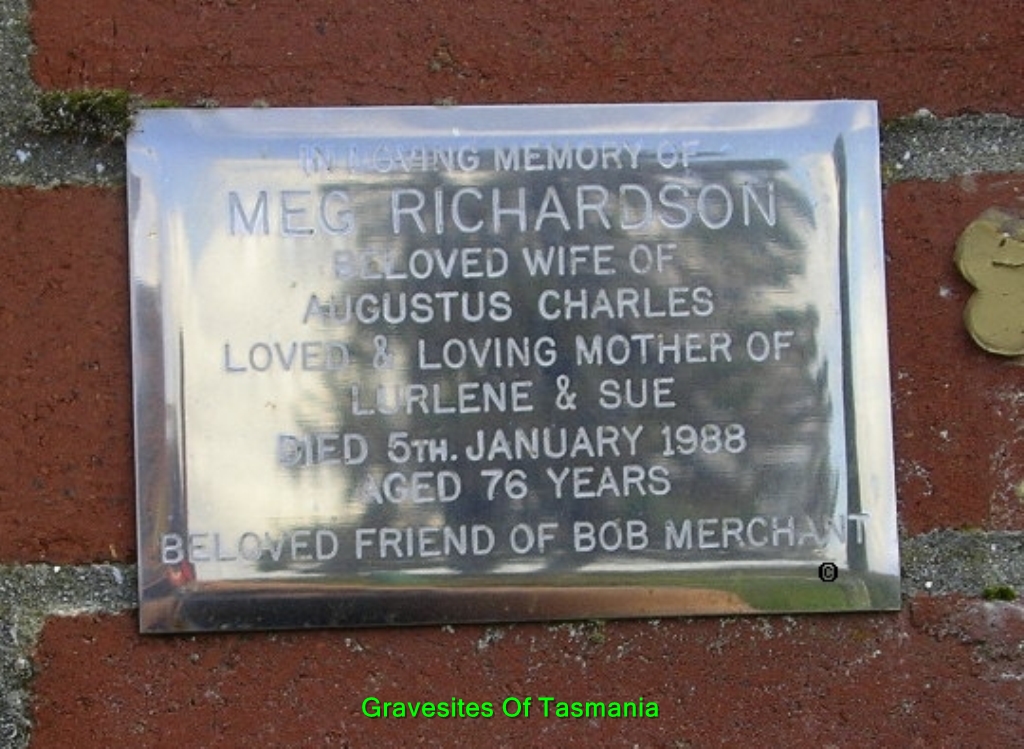 IN LOVING MEMORY OF
MEG RICHARDSON
BELOVED WIFE OF
AUGUSTUS CHARLES
LOVED & LOVING MOTHER OF
LURLENE & SUE
DIED 5TH. JANUARY 1988
AGED 76 YEARS
BELOVED FRIEND OF BOB MERCHANT
©
Gravesites Of Tasmania